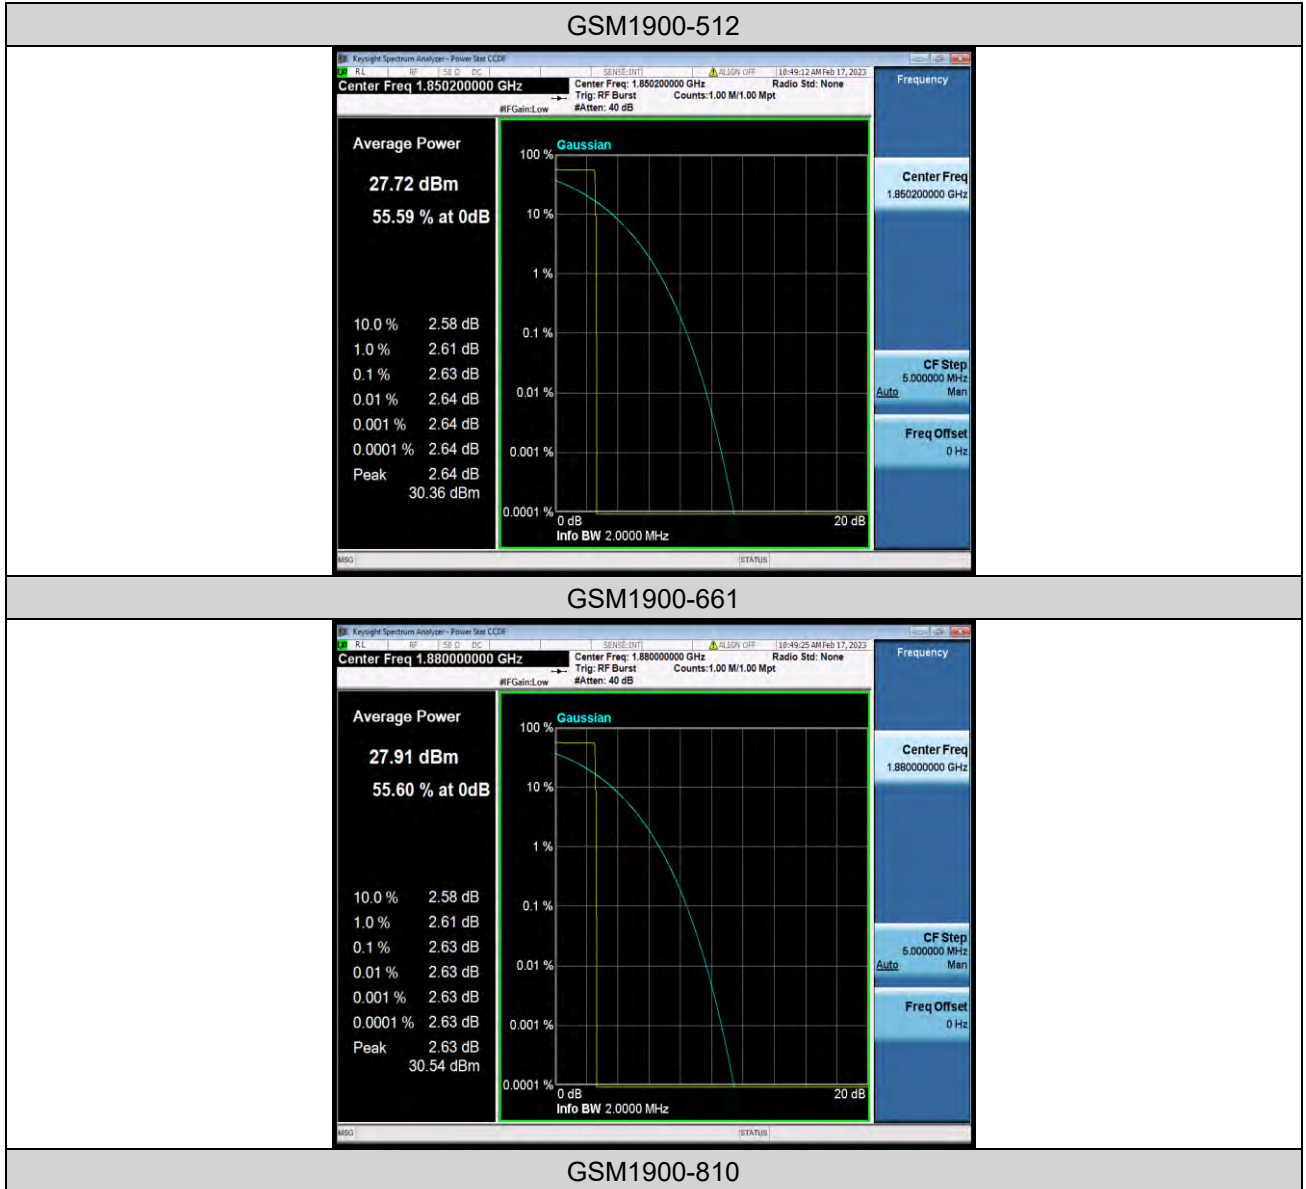 GSM1900-512
Keysight Spectrum Analyzer - Power Stat CCDF
RL RF 50 Ω DC SENSE:INT ALIGN OFF 10:49:12 AM Feb 17, 2023
Center Freq 1.850200000 GHz
Center Freq: 1.850200000 GHz Radio Std: None
Trig: RF Burst Counts:1.00 M/1.00 Mpt
#IFGain:Low #Atten: 40 dB
Frequency
Average Power
27.72 dBm
55.59 % at 0dB
10.0 % 2.58 dB
1.0 % 2.61 dB
0.1 % 2.63 dB
0.01 % 2.64 dB
0.001 % 2.64 dB
0.0001 % 2.64 dB
Peak 2.64 dB
30.36 dBm
Gaussian
100 %
10 %
1 %
0.1 %
0.01 %
0.001 %
0.0001 %
0 dB 20 dB
Info BW 2.0000 MHz
Center Freq
1.850200000 GHz
CF Step
5.000000 MHz
Auto Man
Freq Offset
0 Hz
MSG STATUS
GSM1900-661
Keysight Spectrum Analyzer - Power Stat CCDF
RL RF 50 Ω DC SENSE:INT ALIGN OFF 10:49:25 AM Feb 17, 2023
Center Freq 1.880000000 GHz
Center Freq: 1.880000000 GHz Radio Std: None
Trig: RF Burst Counts:1.00 M/1.00 Mpt
#IFGain:Low #Atten: 40 dB
Frequency
Average Power
27.91 dBm
55.60 % at 0dB
10.0 % 2.58 dB
1.0 % 2.61 dB
0.1 % 2.63 dB
0.01 % 2.63 dB
0.001 % 2.63 dB
0.0001 % 2.63 dB
Peak 2.63 dB
30.54 dBm
Gaussian
100 %
10 %
1 %
0.1 %
0.01 %
0.001 %
0.0001 %
0 dB 20 dB
Info BW 2.0000 MHz
Center Freq
1.880000000 GHz
CF Step
5.000000 MHz
Auto Man
Freq Offset
0 Hz
MSG STATUS
GSM1900-810